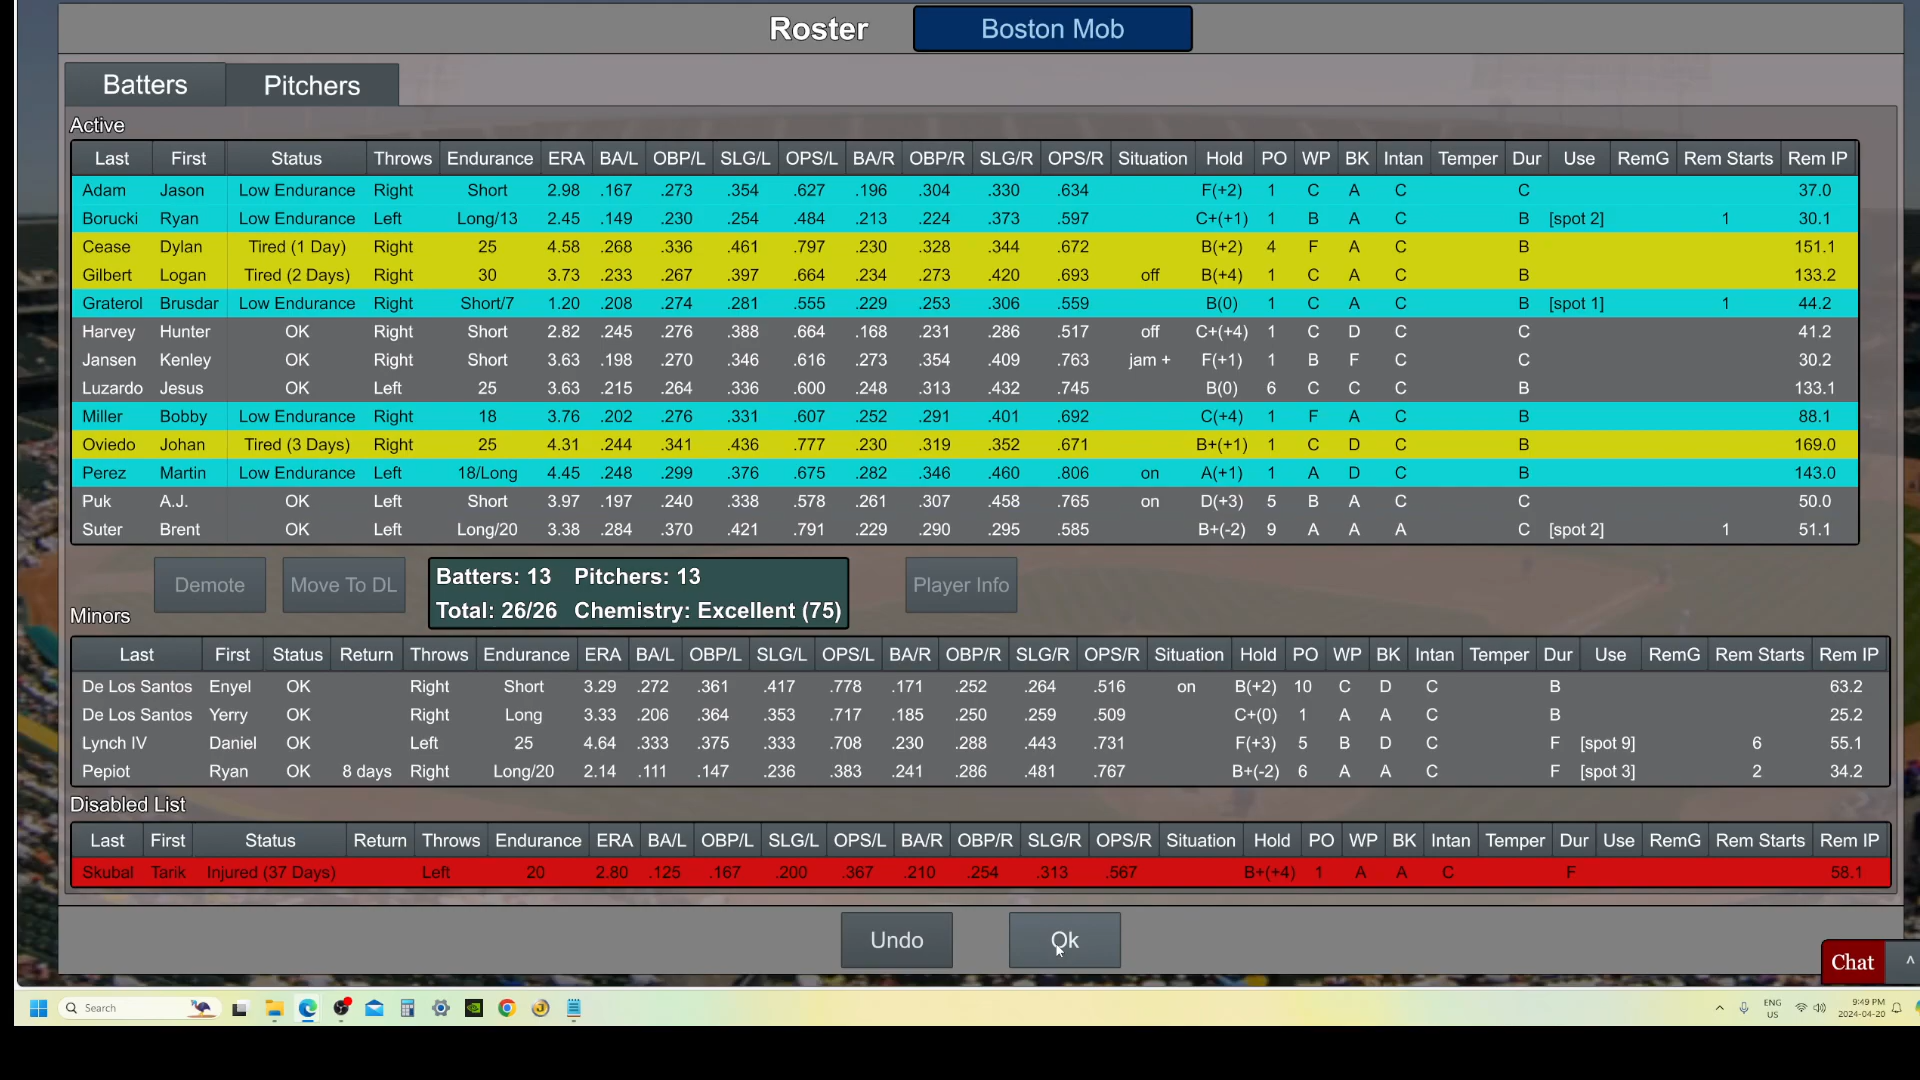 Roster Boston Mob
Batters Pitchers
Active
Last First Status Throws Endurance ERA BA/L OBP/L SLG/L OPS/L BA/R OBP/R SLG/R OPS/R Situation Hold PO WP BK Intan Temper Dur Use RemG Rem Starts Rem IP
Adam Jason Low Endurance Right Short 2.98 .167 .273 .354 .627 .196 .304 .330 .634 F(+2) 1 C A C C 37.0
Borucki Ryan Low Endurance Left Long/13 2.45 .149 .230 .254 .484 .213 .224 .373 .597 C+(+1) 1 B A C B [spot 2] 1 30.1
Cease Dylan Tired (1 Day) Right 25 4.58 .268 .336 .461 .797 .230 .328 .344 .672 B(+2) 4 F A C B 151.1
Gilbert Logan Tired (2 Days) Right 30 3.73 .233 .267 .397 .664 .234 .273 .420 .693 off B(+4) 1 C A C B 133.2
Graterol Brusdar Low Endurance Right Short/7 1.20 .208 .274 .281 .555 .229 .253 .306 .559 B(0) 1 C A C B [spot 1] 1 44.2
Harvey Hunter OK Right Short 2.82 .245 .276 .388 .664 .168 .231 .286 .517 off C+(+4) 1 C D C C 41.2
Jansen Kenley OK Right Short 3.63 .198 .270 .346 .616 .273 .354 .409 .763 jam + F(+1) 1 B F C C 30.2
Luzardo Jesus OK Left 25 3.63 .215 .264 .336 .600 .248 .313 .432 .745 B(0) 6 C C C B 133.1
Miller Bobby Low Endurance Right 18 3.76 .202 .276 .331 .607 .252 .291 .401 .692 C(+4) 1 F A C B 88.1
Oviedo Johan Tired (3 Days) Right 25 4.31 .244 .341 .436 .777 .230 .319 .352 .671 B+(+1) 1 C D C B 169.0
Perez Martin Low Endurance Left 18/Long 4.45 .248 .299 .376 .675 .282 .346 .460 .806 on A(+1) 1 A D C B 143.0
Puk A.J. OK Left Short 3.97 .197 .240 .338 .578 .261 .307 .458 .765 on D(+3) 5 B A C C 50.0
Suter Brent OK Left Long/20 3.38 .284 .370 .421 .791 .229 .290 .295 .585 B+(-2) 9 A A A C [spot 2] 1 51.1
Demote Move To DL Batters: 13 Pitchers: 13 Player Info
Total: 26/26 Chemistry: Excellent (75)
Minors
Last First Status Return Throws Endurance ERA BA/L OBP/L SLG/L OPS/L BA/R OBP/R SLG/R OPS/R Situation Hold PO WP BK Intan Temper Dur Use RemG Rem Starts Rem IP
De Los Santos Enyel OK Right Short 3.29 .272 .361 .417 .778 .171 .252 .264 .516 on B(+2) 10 C D C B 63.2
De Los Santos Yerry OK Right Long 3.33 .206 .364 .353 .717 .185 .250 .259 .509 C+(0) 1 A A C B 25.2
Lynch IV Daniel OK Left 25 4.64 .333 .375 .333 .708 .230 .288 .443 .731 F(+3) 5 B D C F [spot 9] 6 55.1
Pepiot Ryan OK 8 days Right Long/20 2.14 .111 .147 .236 .383 .241 .286 .481 .767 B+(-2) 6 A A C F [spot 3] 2 34.2
Disabled List
Last First Status Return Throws Endurance ERA BA/L OBP/L SLG/L OPS/L BA/R OBP/R SLG/R OPS/R Situation Hold PO WP BK Intan Temper Dur Use RemG Rem Starts Rem IP
Skubal Tarik Injured (37 Days) Left 20 2.80 .125 .167 .200 .367 .210 .254 .313 .567 B+(+4) 1 A A C F 58.1
Undo Ok
Chat ^
Search
ENG 9:49 PM
US 2024-04-20